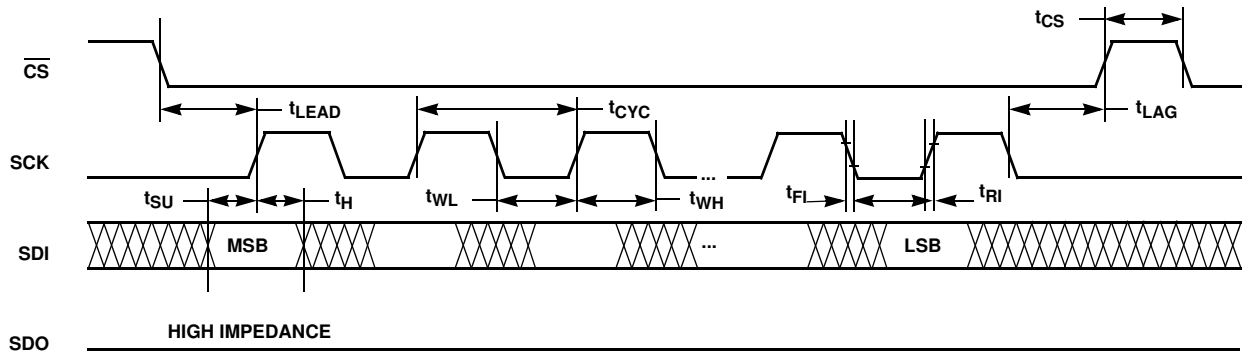 tCS
CS
tLEAD
tCYC
tLAG
SCK
...
tSU
tH
tWL
tWH
tFI
tRI
SDI
MSB
...
LSB
HIGH IMPEDANCE
SDO